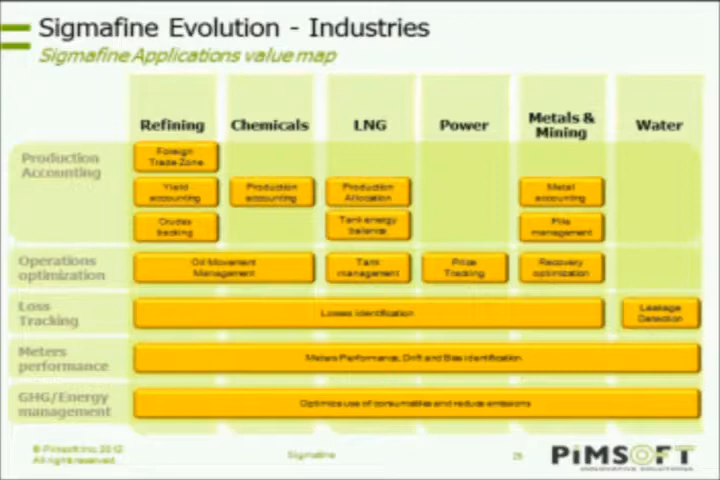 Sigmafine Evolution - Industries
Sigmafine Applications value map
Refining
Chemicals
LNG
Power
Metals &
Mining
Water
Production
Accounting
Foreign
Trade Zone
Yield
accounting
Production
accounting
Production
Allocation
Metal
accounting
Crudes
tracking
Tank energy
balance
Pile
management
Operations
optimization
Oil Movement
Management
Tank
management
Price
Tracking
Recovery
optimization
Loss
Tracking
Losses identification
Leakage
Detection
Meters
performance
Meters Performance, Drift and Bias identification
GHG/Energy
management
Optimize use of consumables and reduce emissions
© Pimsoft Inc. 2012
All rights reserved
Sigmafine
PiMSOFT
INNOVATIVE SOLUTIONS